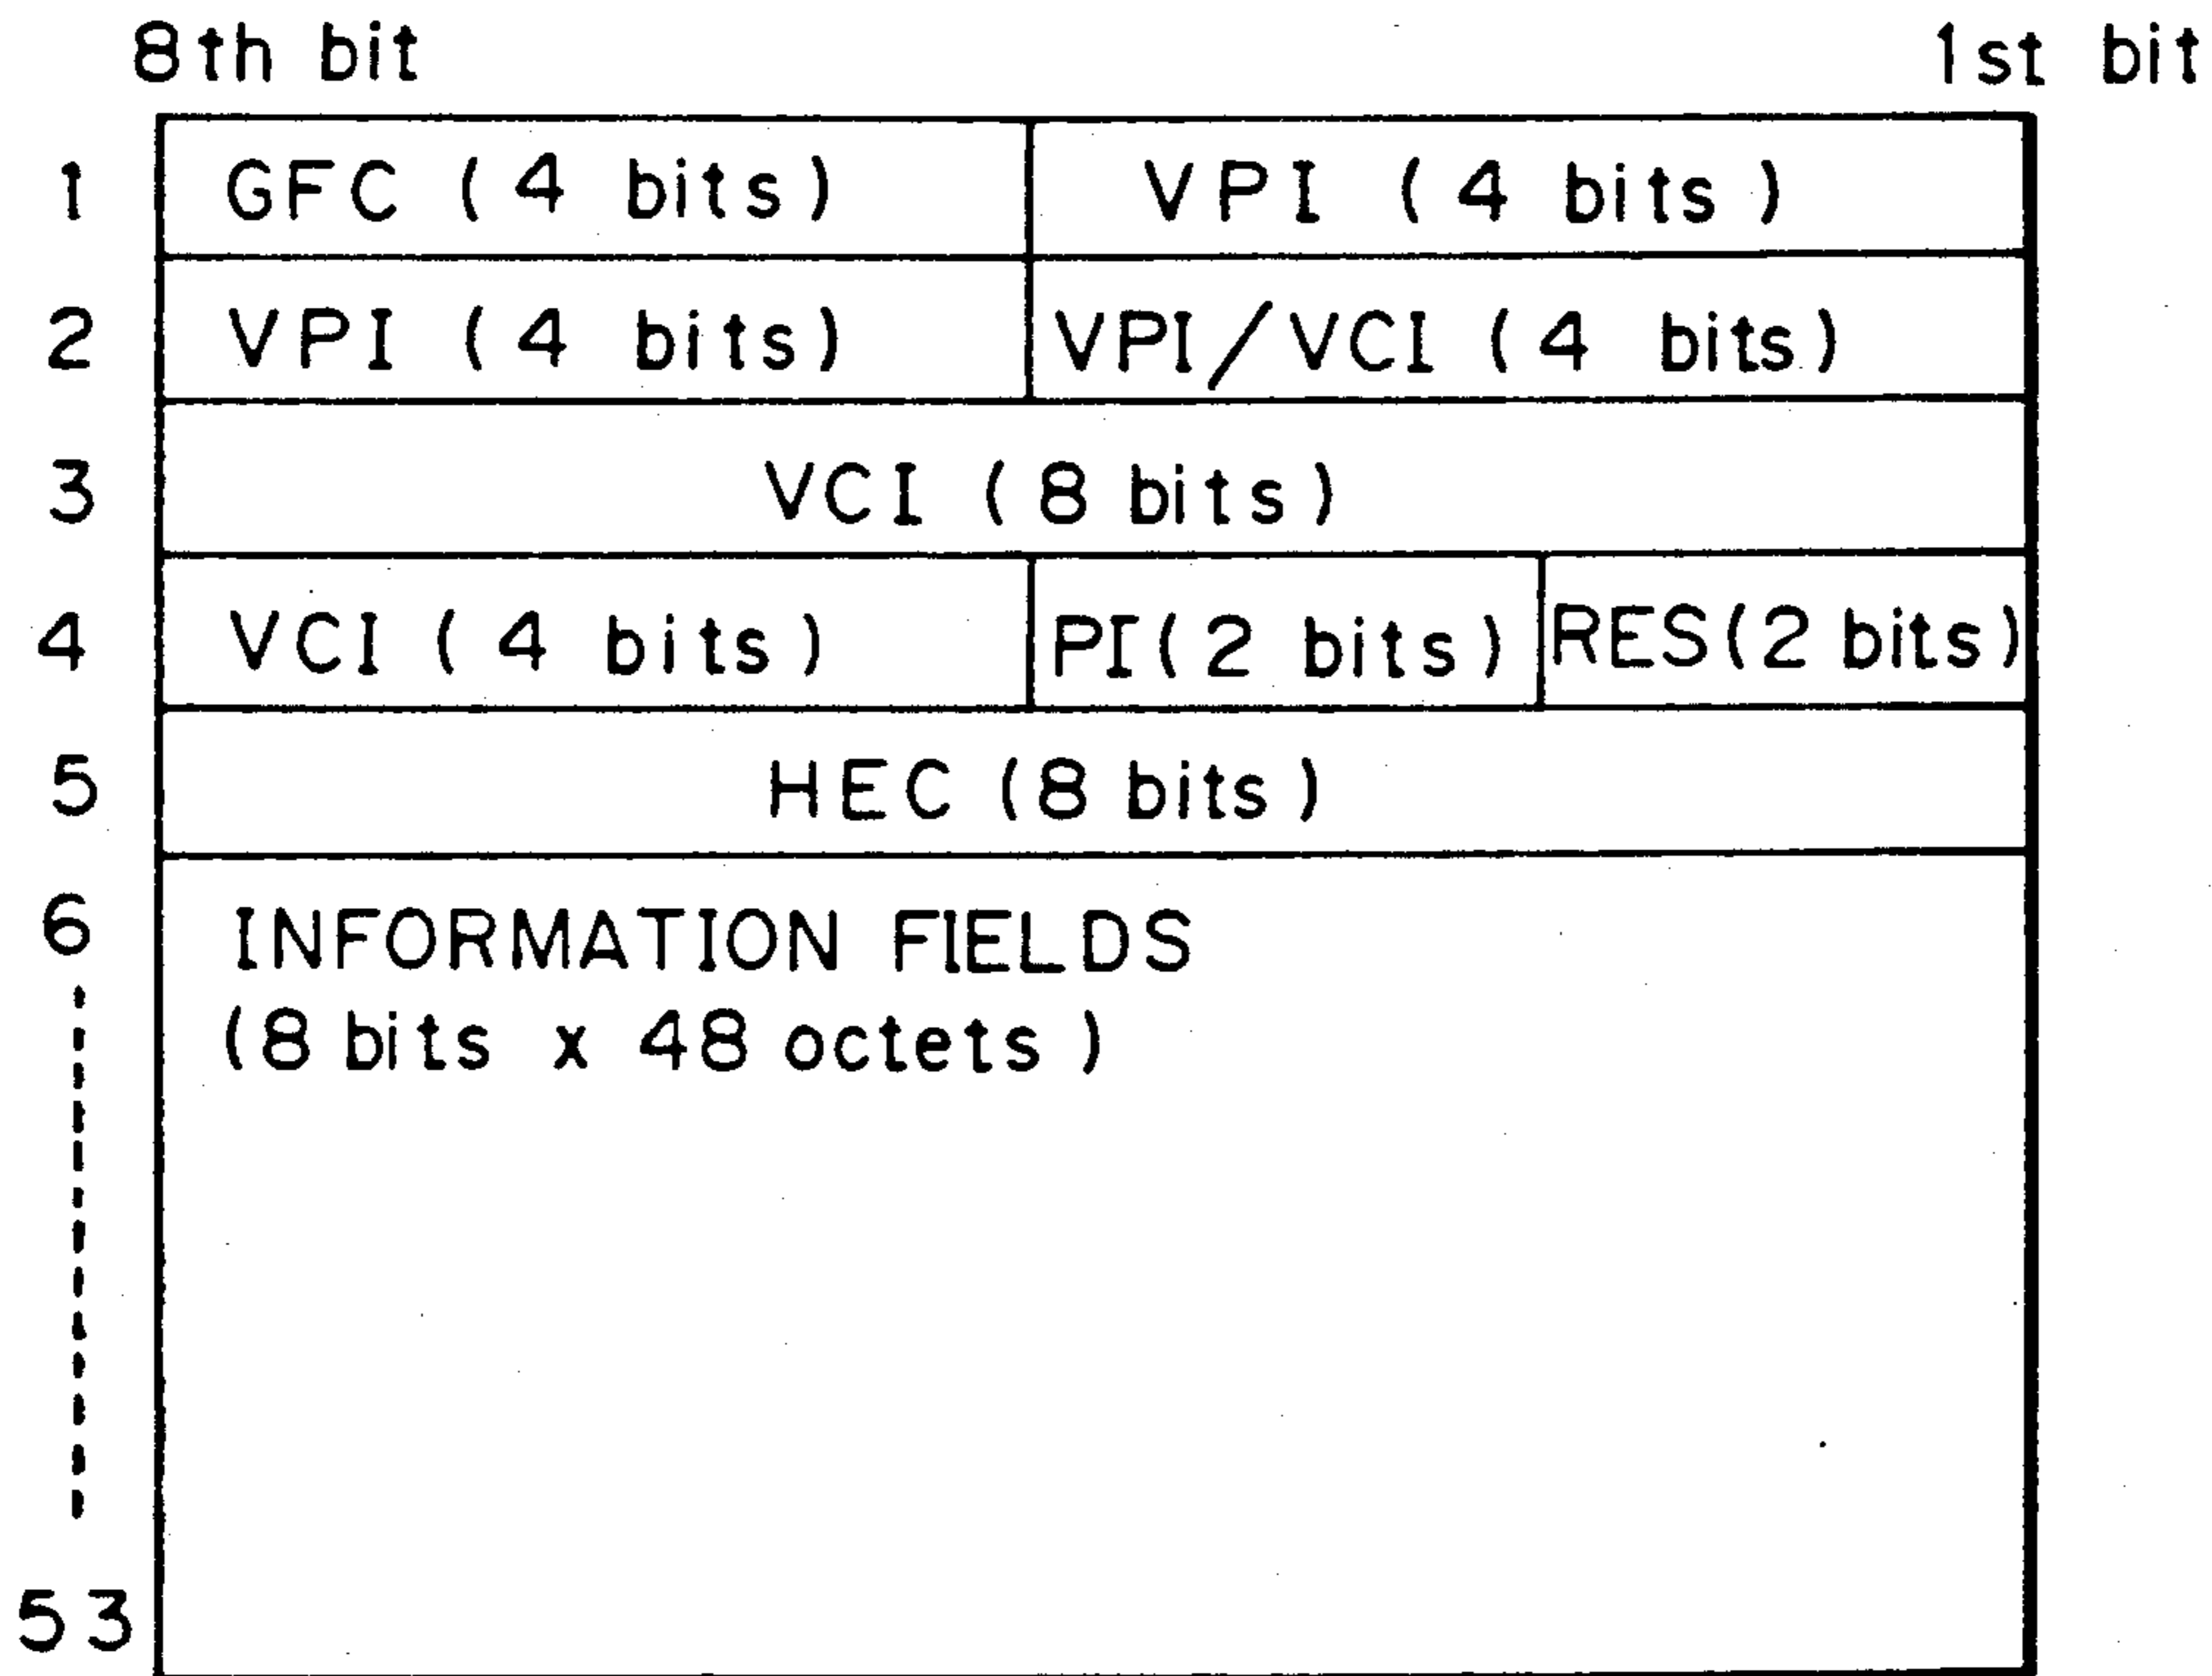 8th bit 1st bit
1 GFC (4 bits) VPI (4 bits)
2 VPI (4 bits) VPI/VCI (4 bits)
3 VCI (8 bits)
4 VCI (4 bits) PI(2 bits) RES(2 bits)
5 HEC (8 bits)
6 INFORMATION FIELDS
(8 bits x 48 octets)
53